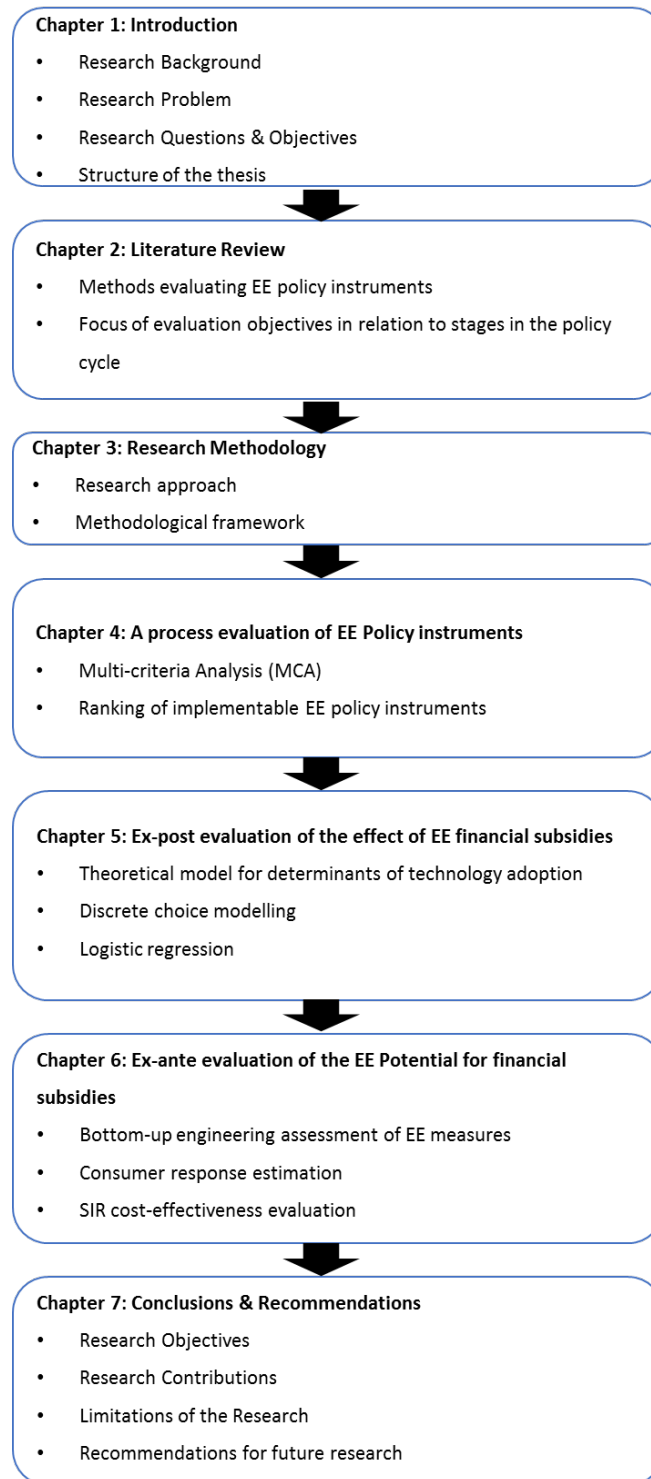 Chapter 1: Introduction
• Research Background
• Research Problem
• Research Questions & Objectives
• Structure of the thesis
Chapter 2: Literature Review
• Methods evaluating EE policy instruments
• Focus of evaluation objectives in relation to stages in the policy
cycle
Chapter 3: Research Methodology
• Research approach
• Methodological framework
Chapter 4: A process evaluation of EE Policy instruments
• Multi-criteria Analysis (MCA)
• Ranking of implementable EE policy instruments
Chapter 5: Ex-post evaluation of the effect of EE financial subsidies
• Theoretical model for determinants of technology adoption
• Discrete choice modelling
• Logistic regression
Chapter 6: Ex-ante evaluation of the EE Potential for financial
subsidies
• Bottom-up engineering assessment of EE measures
• Consumer response estimation
• SIR cost-effectiveness evaluation
Chapter 7: Conclusions & Recommendations
• Research Objectives
• Research Contributions
• Limitations of the Research
• Recommendations for future research